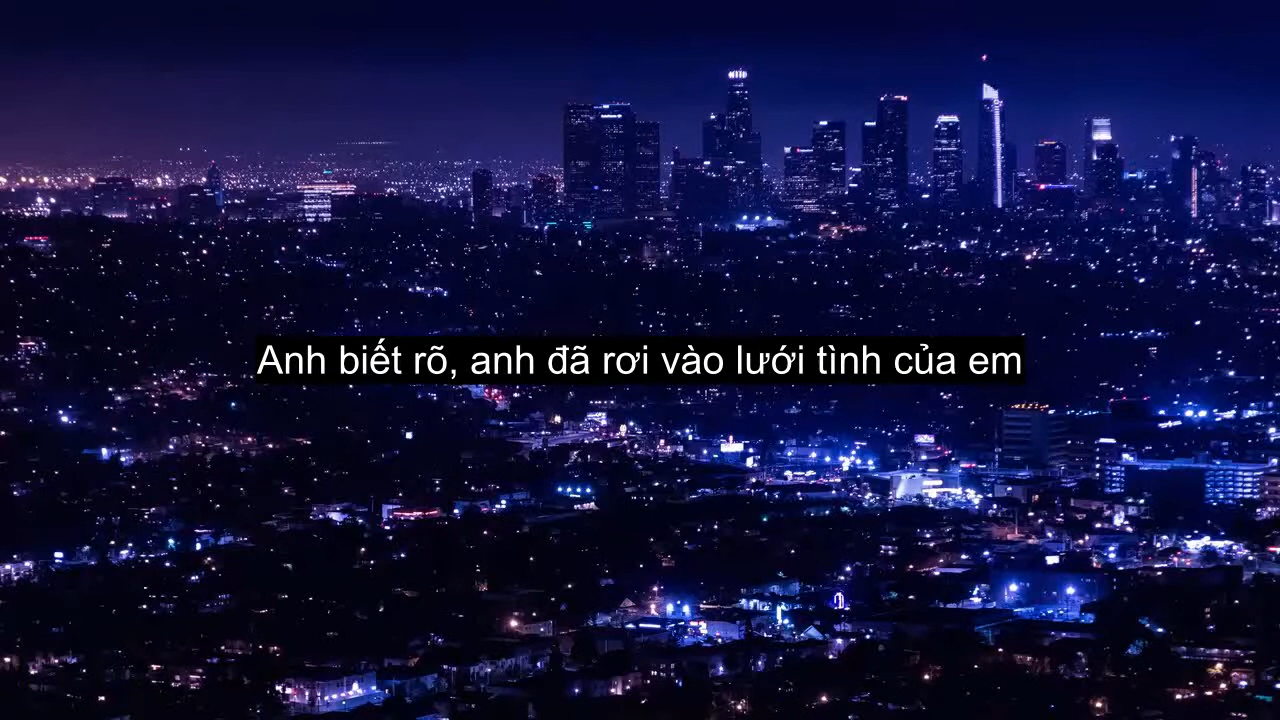 Anh biết rõ, anh đã rơi vào lưới tình của em